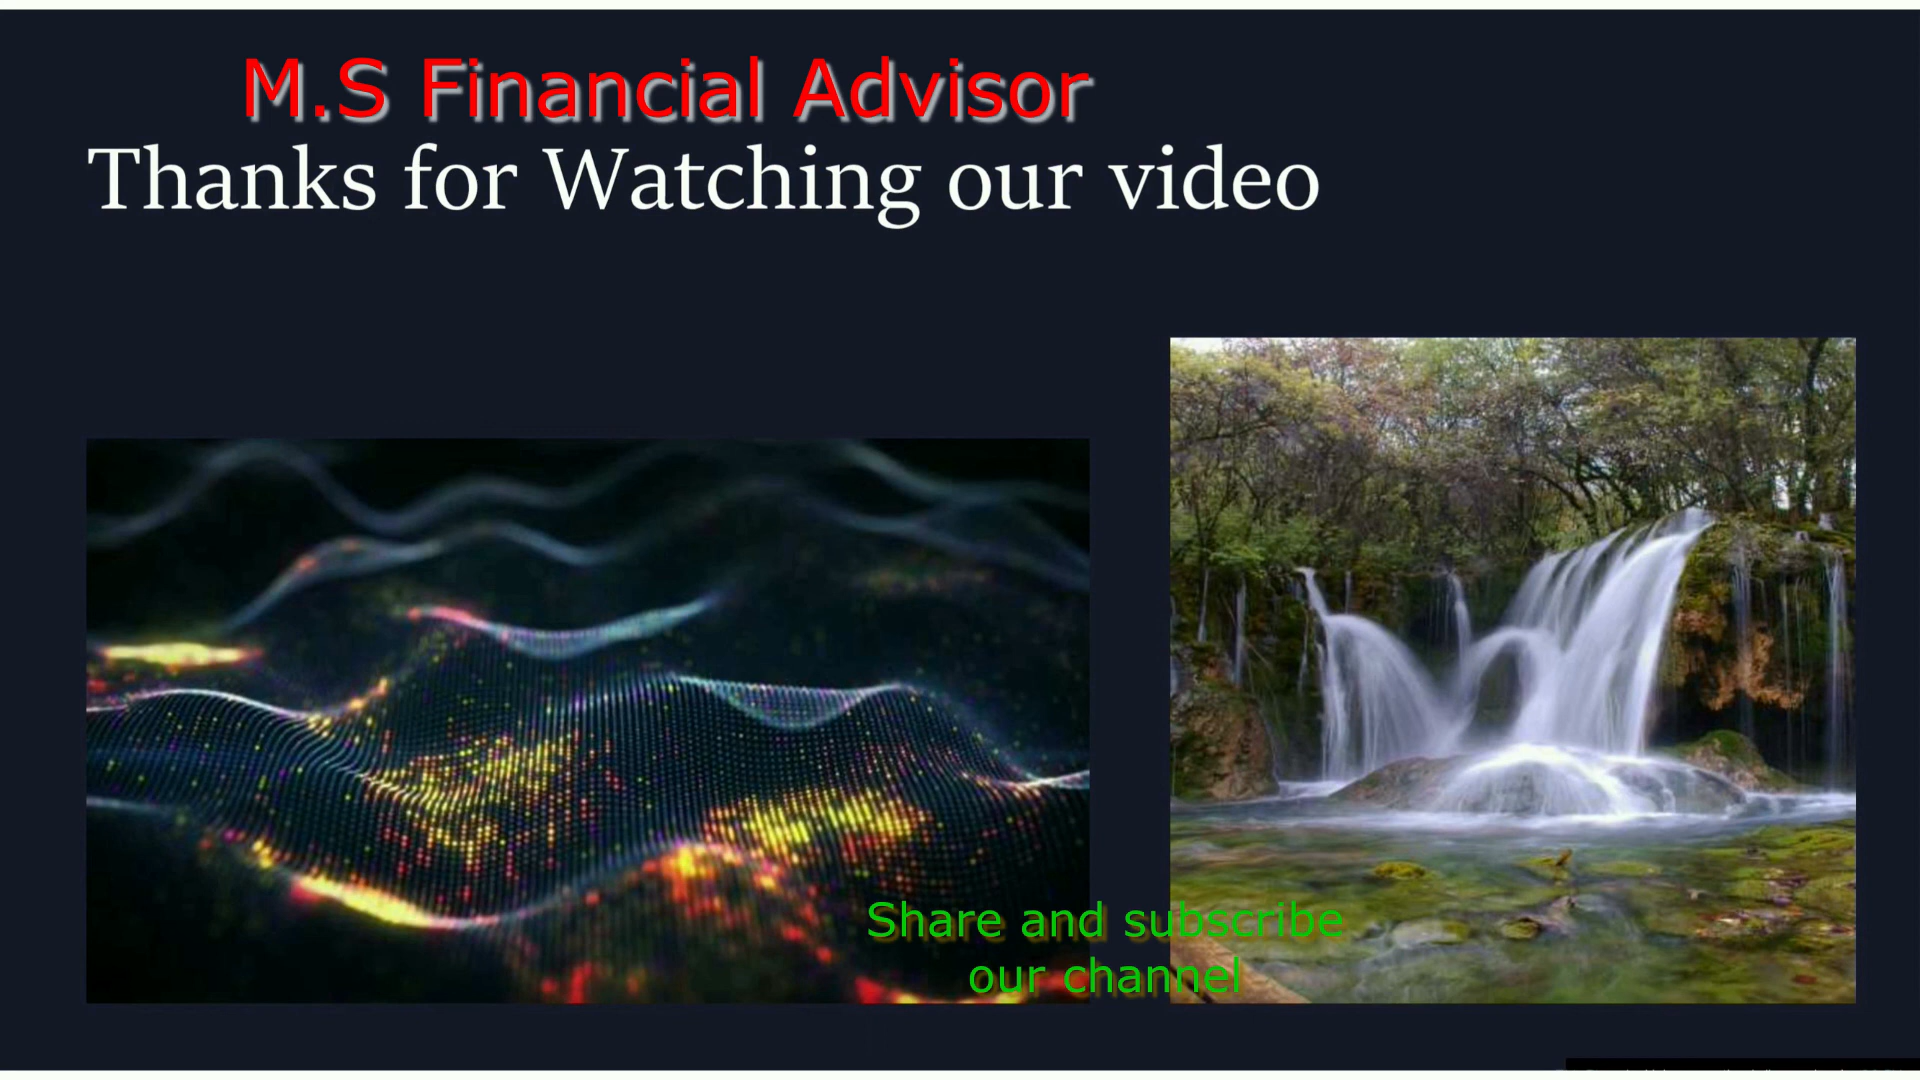 M.S Financial Advisor
Thanks for Watching our video
Share and subscribe
our channel